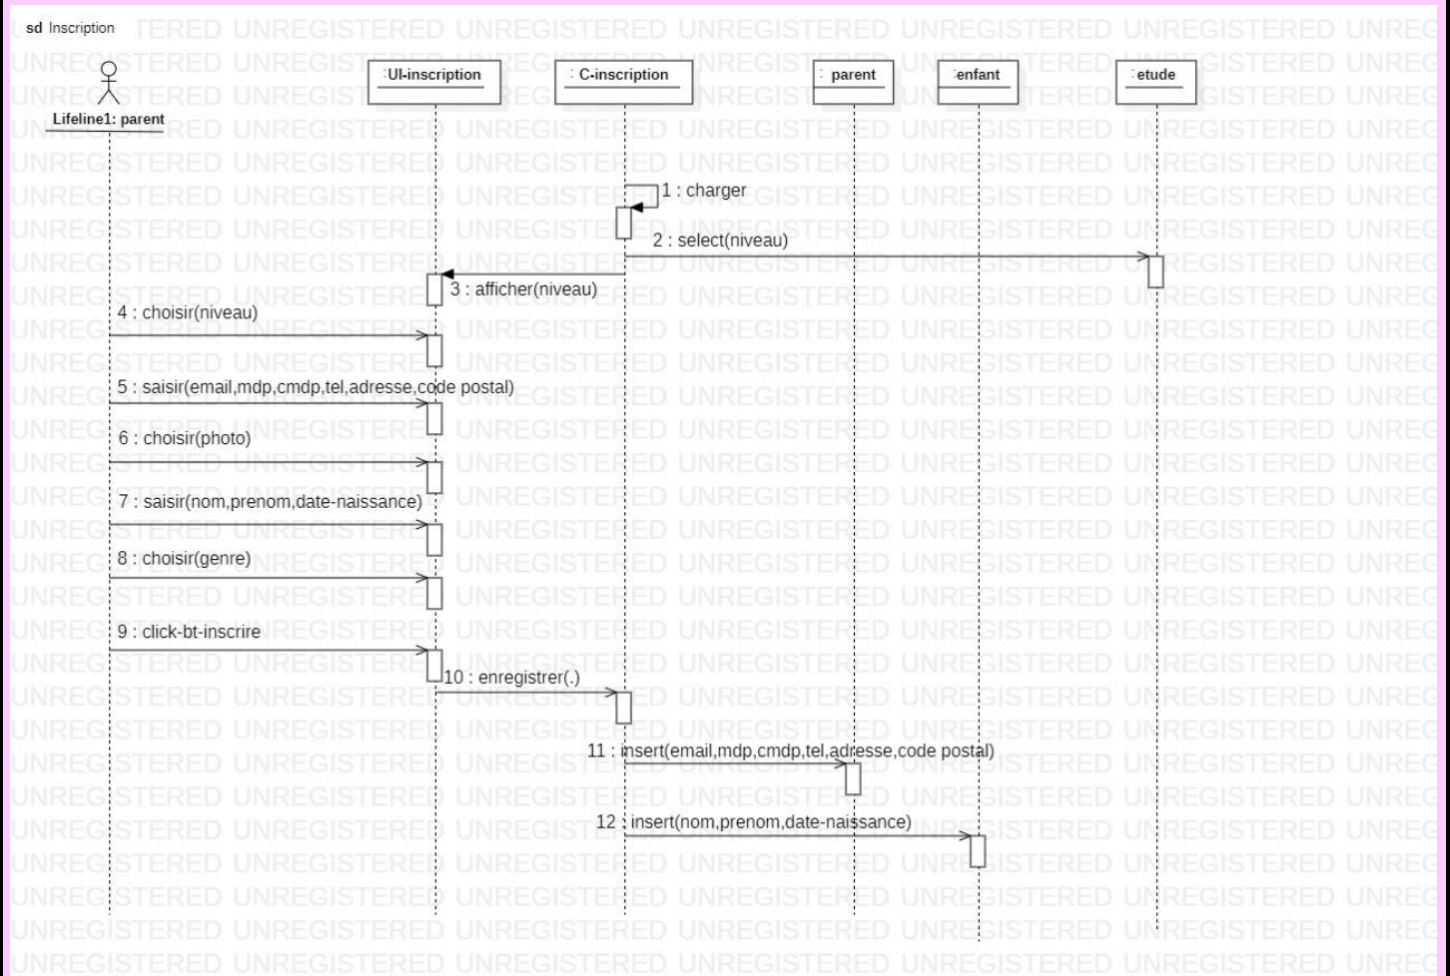 sd Inscription
Lifeline1: parent
: UI-inscription
: C-inscription
: parent
: enfant
: etude
1 : charger
2 : select(niveau)
3 : afficher(niveau)
4 : choisir(niveau)
5 : saisir(email,mdp,cmdp,tel,adresse,code postal)
6 : choisir(photo)
7 : saisir(nom,prenom,date-naissance)
8 : choisir(genre)
9 : click-bt-inscrire
10 : enregistrer(.)
11 : insert(email,mdp,cmdp,tel,adresse,code postal)
12 : insert(nom,prenom,date-naissance)
UNREGISTERED